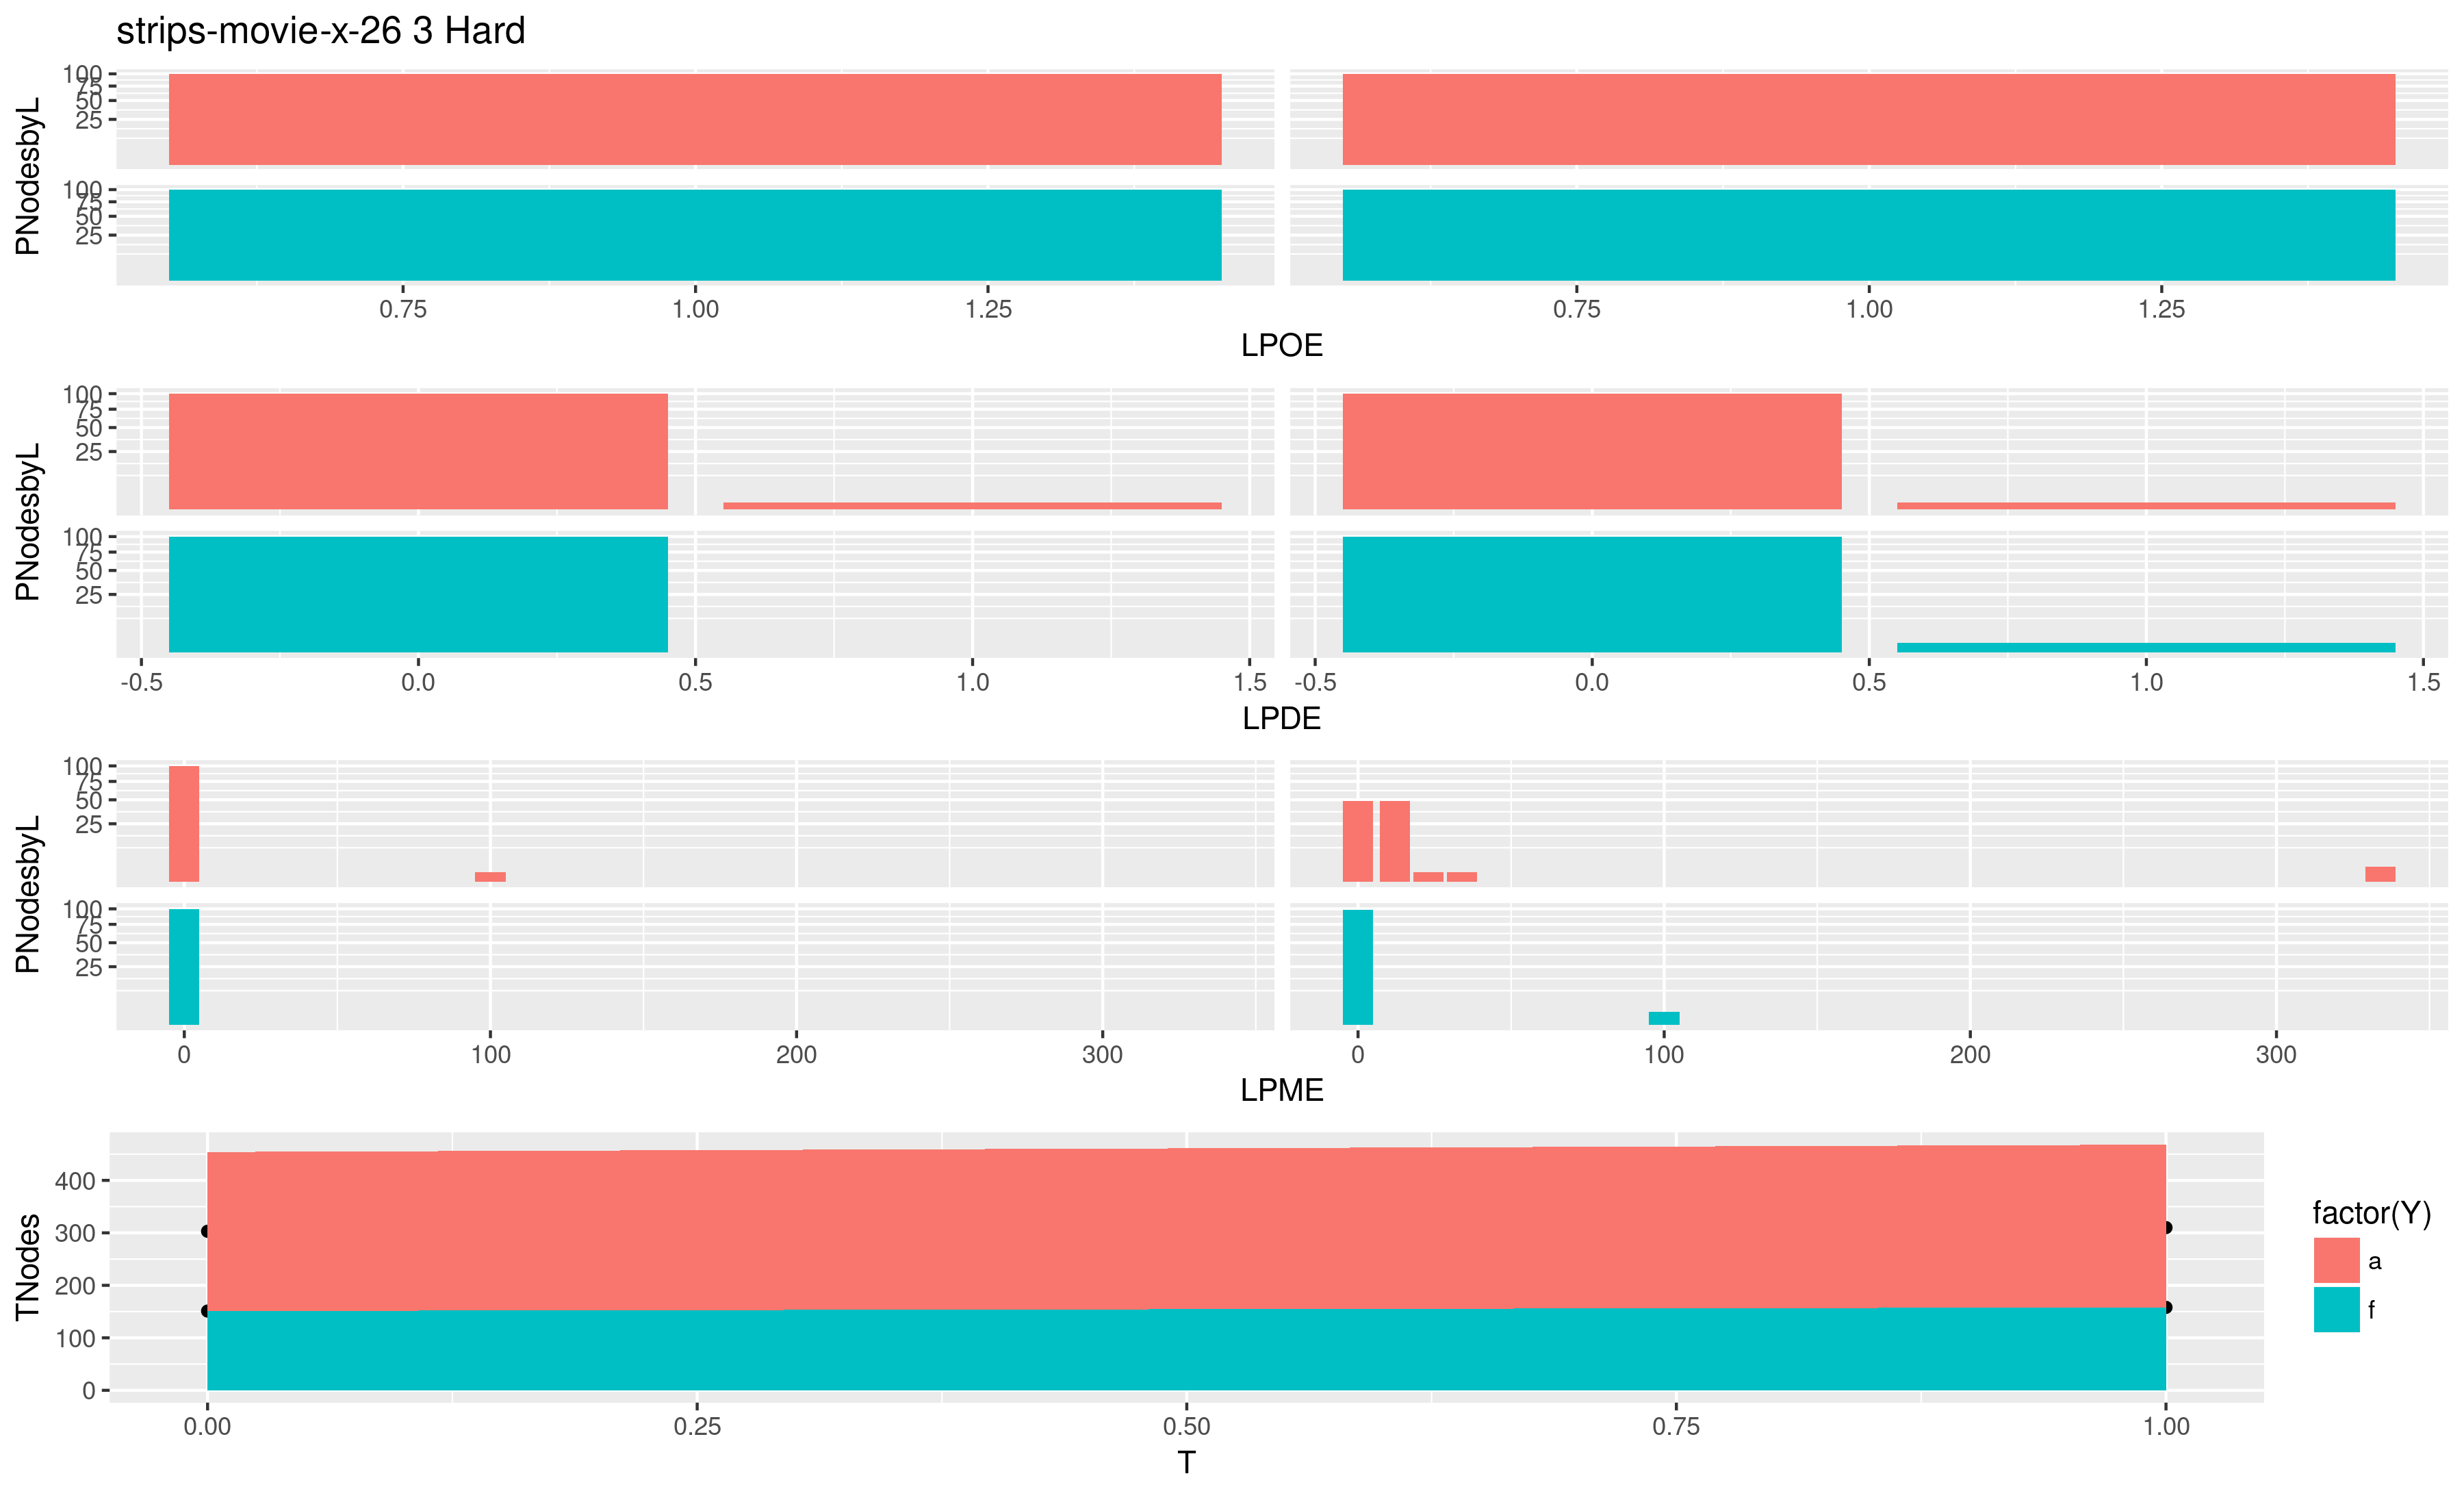 strips-movie-x-26 3 Hard
PNodesbyL
100
75
50
25
PNodesbyL
100
75
50
25
0.75 1.00 1.25 0.75 1.00 1.25
LPOE
PNodesbyL
100
75
50
25
PNodesbyL
100
75
50
25
-0.5 0.0 0.5 1.0 1.5 -0.5 0.0 0.5 1.0 1.5
LPDE
PNodesbyL
100
75
50
25
100
75
50
25
0 100 200 300 0 100 200 300
LPME
TNodes
400
300
200
100
0
0.00 0.25 0.50 0.75 1.00
T
factor(Y)
a
f